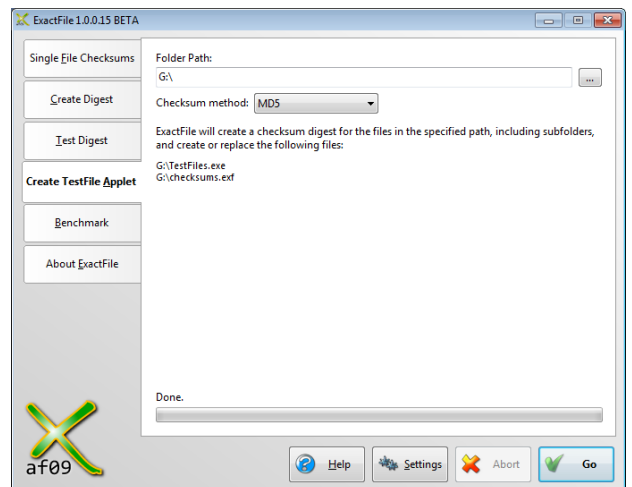 ExactFile 1.0.0.15 BETA
Single File Checksums
Create Digest
Test Digest
Create TestFile Applet
Benchmark
About ExactFile
Folder Path:
G:\
...
Checksum method: MD5
ExactFile will create a checksum digest for the files in the specified path, including subfolders,
and create or replace the following files:
G:\TestFiles.exe
G:\checksums.exf
Done.
af09
Help
Settings
Abort
Go